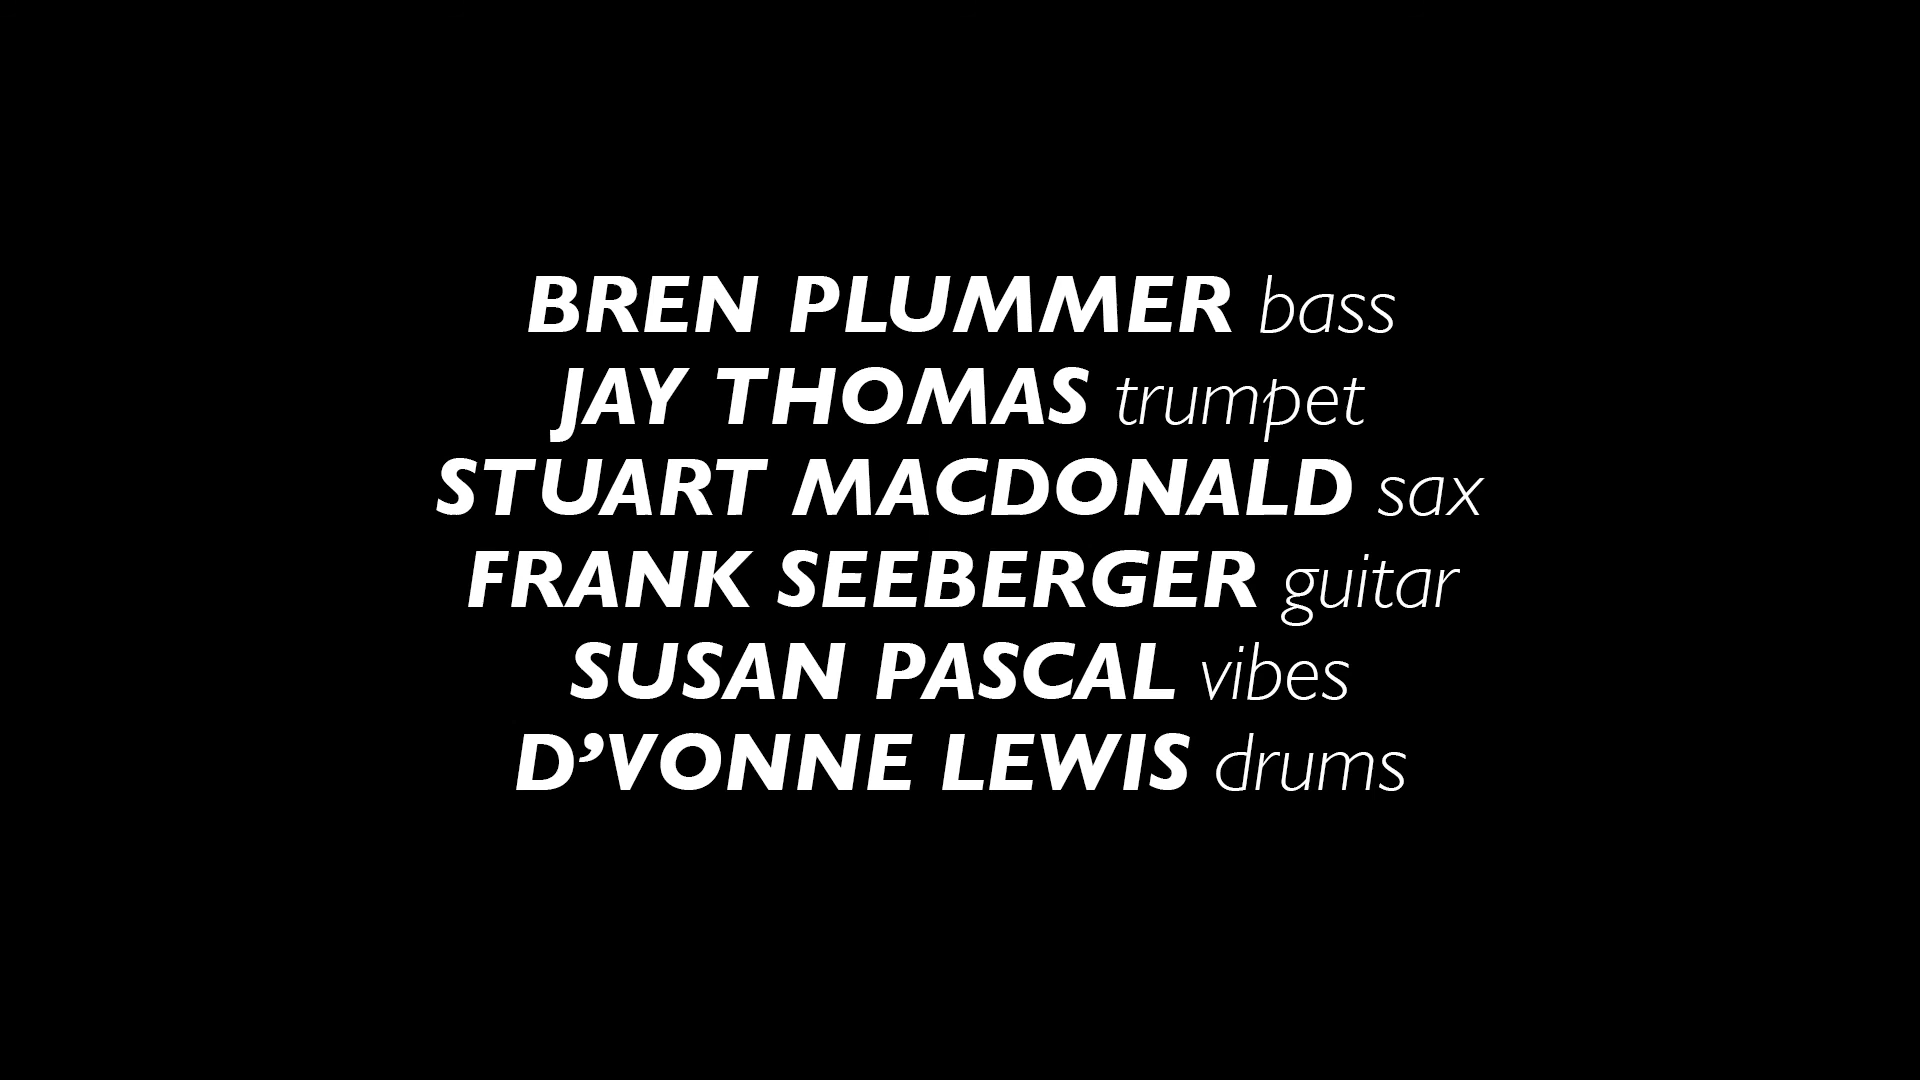 BREN PLUMMER bass
JAY THOMAS trumpet
STUART MACDONALD sax
FRANK SEEBERGER guitar
SUSAN PASCAL vibes
D’VONNE LEWIS drums